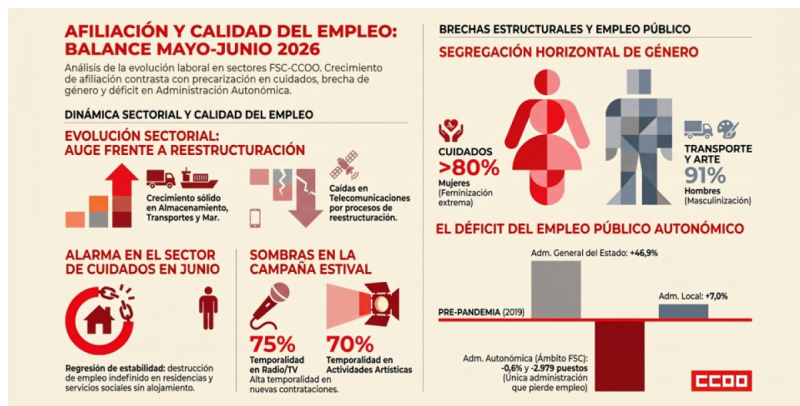 AFILIACIÓN Y CALIDAD DEL EMPLEO:
BALANCE MAYO-JUNIO 2026
Análisis de la evolución laboral en sectores FSC-CCOO. Crecimiento
de afiliación contrasta con precarización en cuidados, brecha de
género y déficit en Administración Autonómica.
DINÁMICA SECTORIAL Y CALIDAD DEL EMPLEO
EVOLUCIÓN SECTORIAL:
AUGE FRENTE A REESTRUCTURACIÓN
Crecimiento sólido
en Almacenamiento,
Transportes y Mar.
Caídas en
Telecomunicaciones
por procesos de
reestructuración.
ALARMA EN EL SECTOR
DE CUIDADOS EN JUNIO
Regresión de estabilidad: destrucción
de empleo indefinido en residencias y
servicios sociales sin alojamiento.
SOMBRAS EN LA
CAMPAÑA ESTIVAL
75%
Temporalidad
en Radio/TV
70%
Temporalidad en
Actividades Artísticas
Alta temporalidad en
nuevas contrataciones.
BRECHAS ESTRUCTURALES Y EMPLEO PÚBLICO
SEGREGACIÓN HORIZONTAL DE GÉNERO
CUIDADOS
>80%
Mujeres
(Feminización
extrema)
TRANSPORTE
Y ARTE
91%
Hombres
(Masculinización)
EL DÉFICIT DEL EMPLEO PÚBLICO AUTONÓMICO
Adm. General del Estado: +46,9%
Adm. Local: +7,0%
PRE-PANDEMIA (2019)
Adm. Autonómica (Ámbito FSC):
-0,6% y -2.979 puestos
(Única administración
que pierde empleo)
CCOO